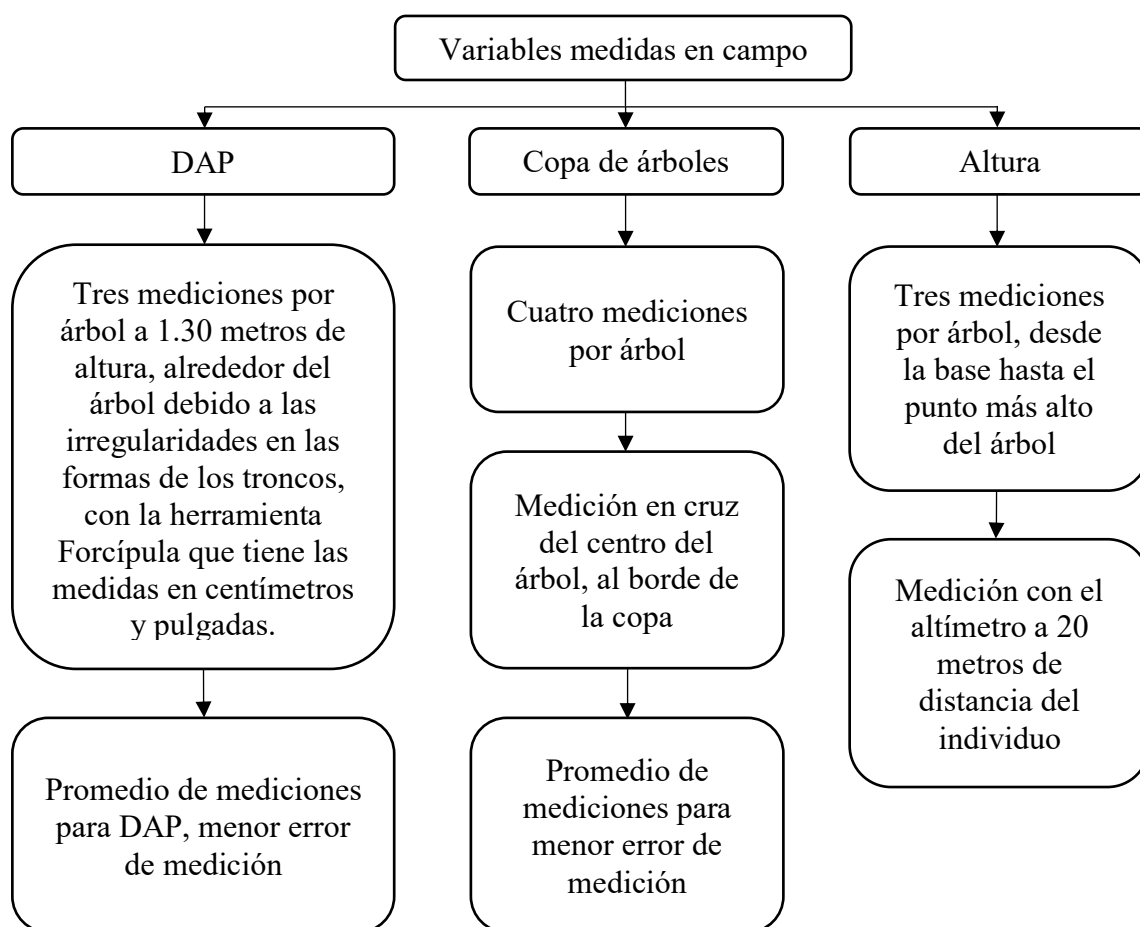 Variables medidas en campo
DAP
Copa de árboles
Altura
Tres mediciones por
árbol a 1.30 metros de
altura, alrededor del
árbol debido a las
irregularidades en las
formas de los troncos,
con la herramienta
Forcípula que tiene las
medidas en centímetros
y pulgadas.
Promedio de mediciones
para DAP, menor error
de medición
Cuatro mediciones
por árbol
Medición en cruz
del centro del
árbol, al borde de
la copa
Promedio de
mediciones para
menor error de
medición
Tres mediciones
por árbol, desde
la base hasta el
punto más alto
del árbol
Medición con el
altímetro a 20
metros de
distancia del
individuo